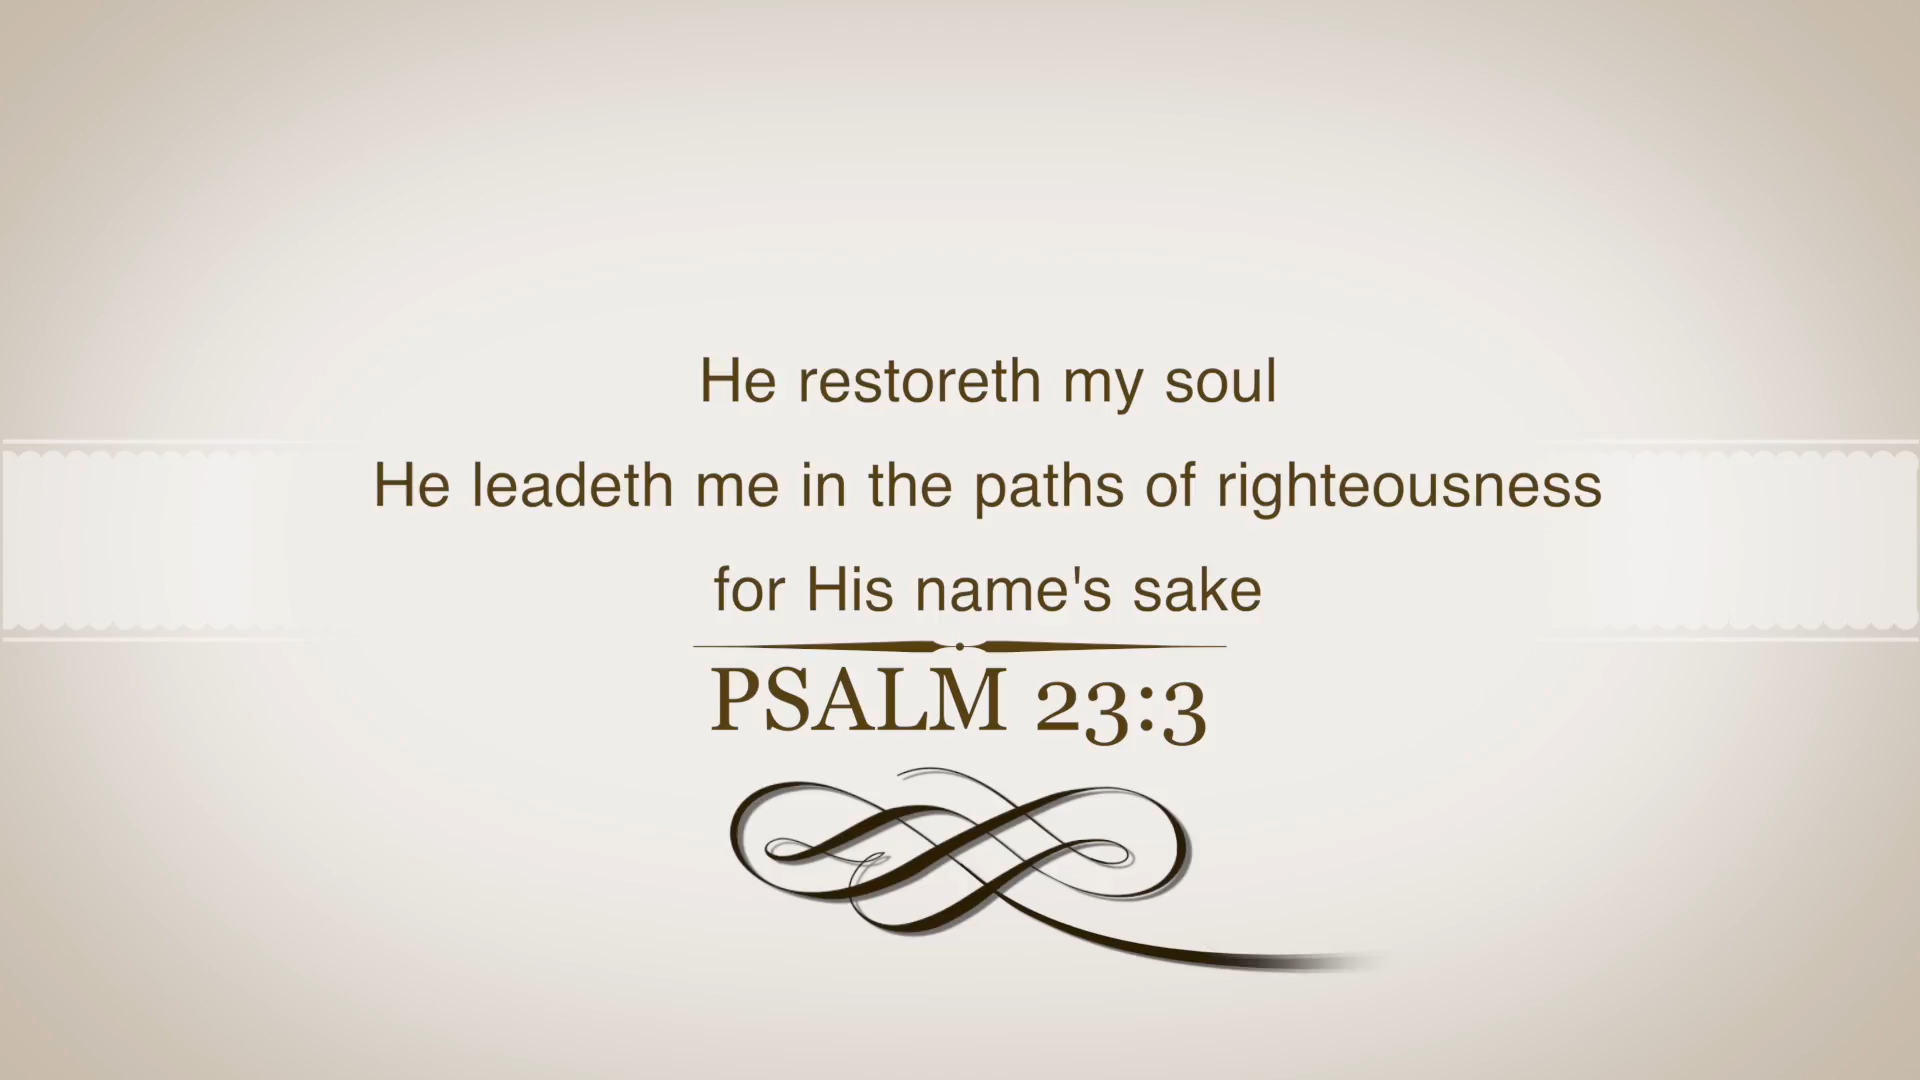 He restoreth my soul
He leadeth me in the paths of righteousness
for His name's sake
PSALM 23:3